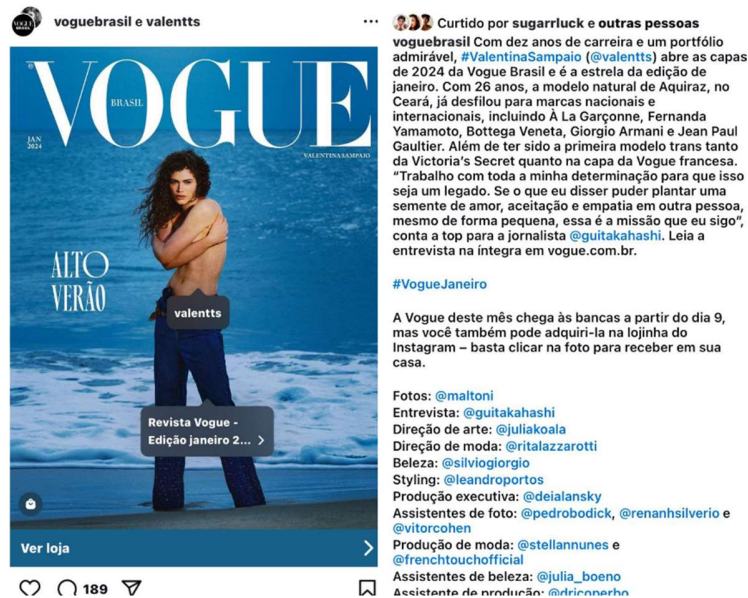 voguebrasil e valentts
VOGUE
BRASIL
VOGUE
BRASIL
JAN
2024
VALENTINA SAMPAIO
ALTO
VERÃO
valentts
Revista Vogue -
Edição janeiro 2...
Ver loja
189
Curtido por sugarrluck e outras pessoas
voguebrasil Com dez anos de carreira e um portfólio
admirável, #ValentinaSampaio (@valentts) abre as capas
de 2024 da Vogue Brasil e é a estrela da edição de
janeiro. Com 26 anos, a modelo natural de Aquiraz, no
Ceará, já desfilou para marcas nacionais e
internacionais, incluindo À La Garçonne, Fernanda
Yamamoto, Bottega Veneta, Giorgio Armani e Jean Paul
Gaultier. Além de ter sido a primeira modelo trans tanto
da Victoria’s Secret quanto na capa da Vogue francesa.
“Trabalho com toda a minha determinação para que isso
seja um legado. Se o que eu disser puder plantar uma
semente de amor, aceitação e empatia em outra pessoa,
mesmo de forma pequena, essa é a missão que eu sigo”,
conta a top para a jornalista @guitakahashi. Leia a
entrevista na íntegra em vogue.com.br.
#VogueJaneiro
A Vogue deste mês chega às bancas a partir do dia 9,
mas você também pode adquiri-la na lojinha do
Instagram – basta clicar na foto para receber em sua
casa.
Fotos: @maltoni
Entrevista: @guitakahashi
Direção de arte: @juliakoala
Direção de moda: @ritalazzarotti
Beleza: @silviogiorgio
Styling: @leandroportos
Produção executiva: @deialansky
Assistentes de foto: @pedrobodick, @renanhsilverio e
@vitorcohen
Produção de moda: @stellannunes e
@frenchtouchofficial
Assistentes de beleza: @julia_boeno
Assistente de produção: @dricoperbo